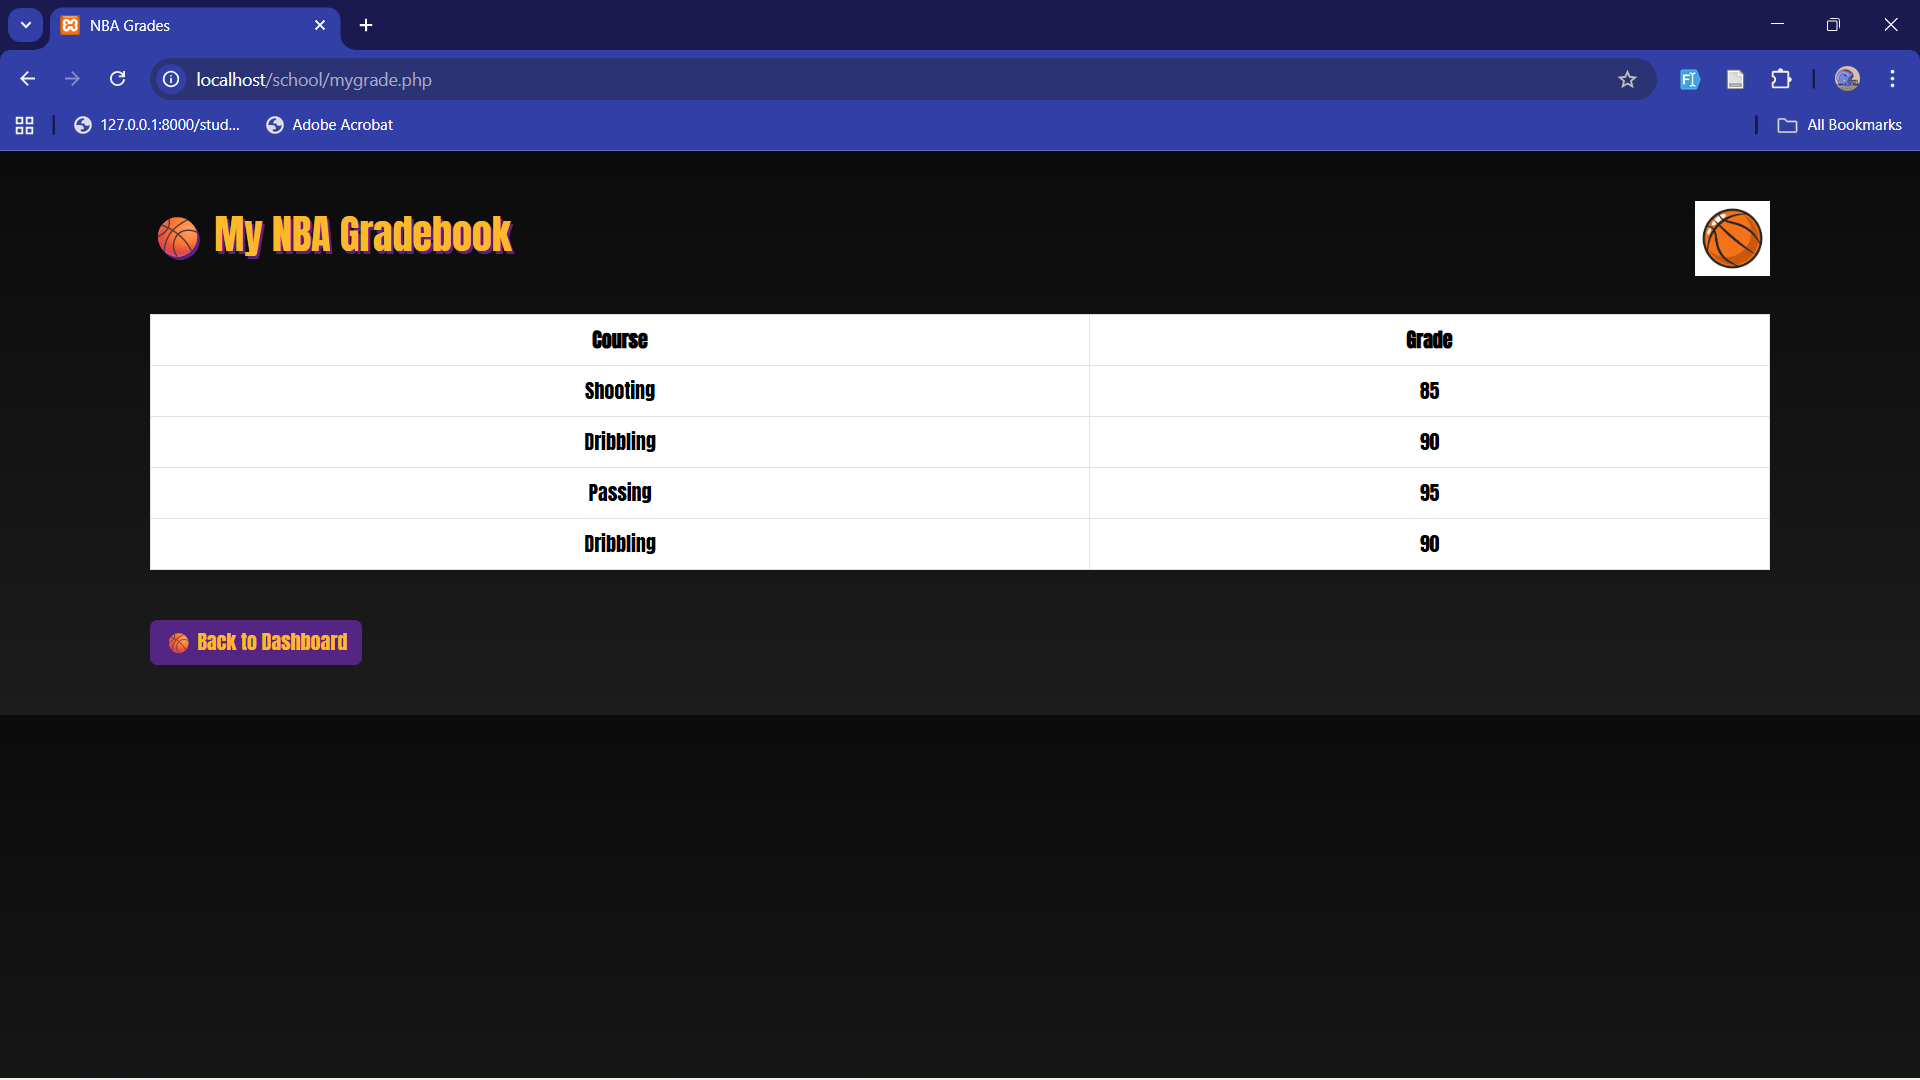 NBA Grades
localhost/school/mygrade.php
127.0.0.1:8000/stud... Adobe Acrobat All Bookmarks
My NBA Gradebook
Course Grade
Shooting 85
Dribbling 90
Passing 95
Dribbling 90
Back to Dashboard